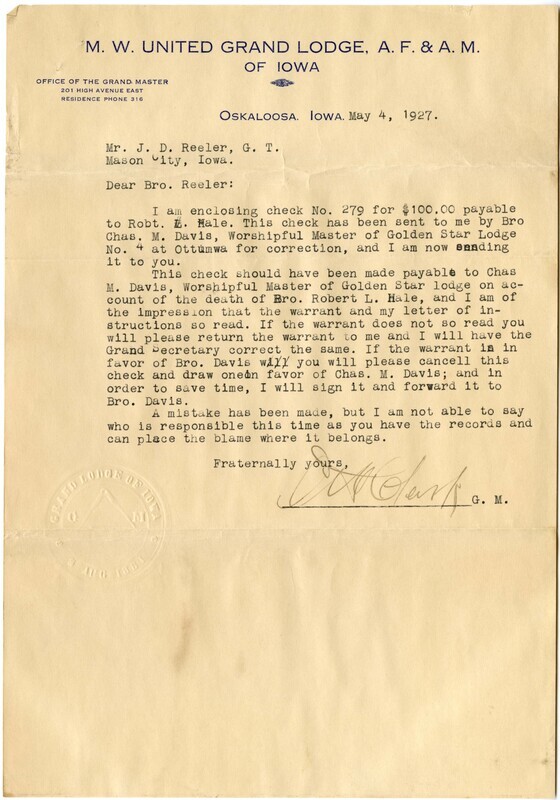 M. W. UNITED GRAND LODGE, A. F. & A. M.
OF IOWA
OFFICE OF THE GRAND MASTER
201 HIGH AVENUE EAST
RESIDENCE PHONE 316
OSKALOOSA, IOWA, May 4, 1927.
Mr. J. D. Reeler, G. T.
Mason City, Iowa.
Dear Bro. Reeler:
I am enclosing check No. 279 for $100.00 payable
to Robt. L. Hale. This check has been sent to me by Bro
Chas. M. Davis, Worshipful Master of Golden Star Lodge
No. 4 at Ottumwa for correction, and I am now sending
it to you.
This check should have been made payable to Chas
M. Davis, Worshipful Master of Golden Star lodge on ac-
count of the death of Bro. Robert L. Hale, and I am of
the impression that the warrant and my letter of in-
structions so read. If the warrant does not so read you
will please return the warrant to me and I will have the
Grand Secretary correct the same. If the warrant is in
favor of Bro. Davis will you will please cancell this
check and draw one in favor of Chas. M. Davis; and in
order to save time, I will sign it and forward it to
Bro. Davis.
A mistake has been made, but I am not able to say
who is responsible this time as you have the records and
can place the blame where it belongs.
Fraternally yours,
Clark G. M.
GRAND LODGE OF IOWA